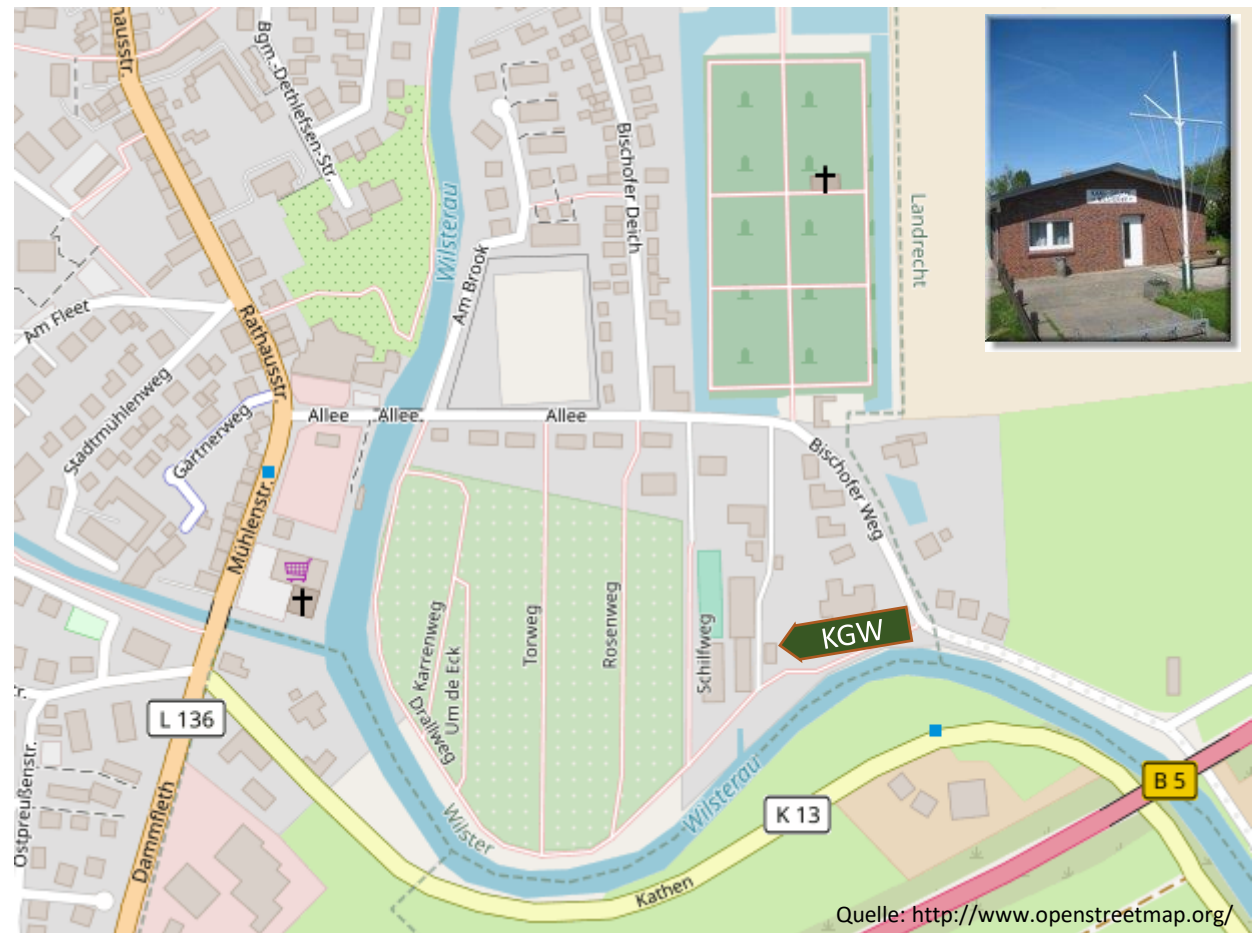 hausstr.
Bgm.-Dethlefsen-Str.
Bischofer Deich
Wilsterau
Landrecht
Am Brook
Am Fleet
Rathausstr.
Stadtmühlenweg
Gärtnerweg
Allee
Allee
Allee
Bischofer Weg
Mühlenstr.
Karrenweg
Drallweg
Um de Eck
Torweg
Rosenweg
Schilfweg
KGW
r.
L 136
Ostpreußenstr.
Dammfleth
Wilster
Wilsterau
K 13
B 5
Kathen
Quelle: http://www.openstreetmap.org/